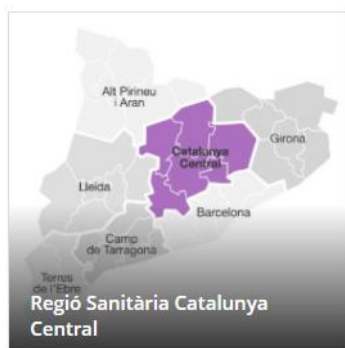 Alt Pirineu
i Aran
Girona
Catalunya
Central
Lleida
Barcelona
Camp
de Tarragona
Terres
de l'Ebre
Regió Sanitària Catalunya
Central